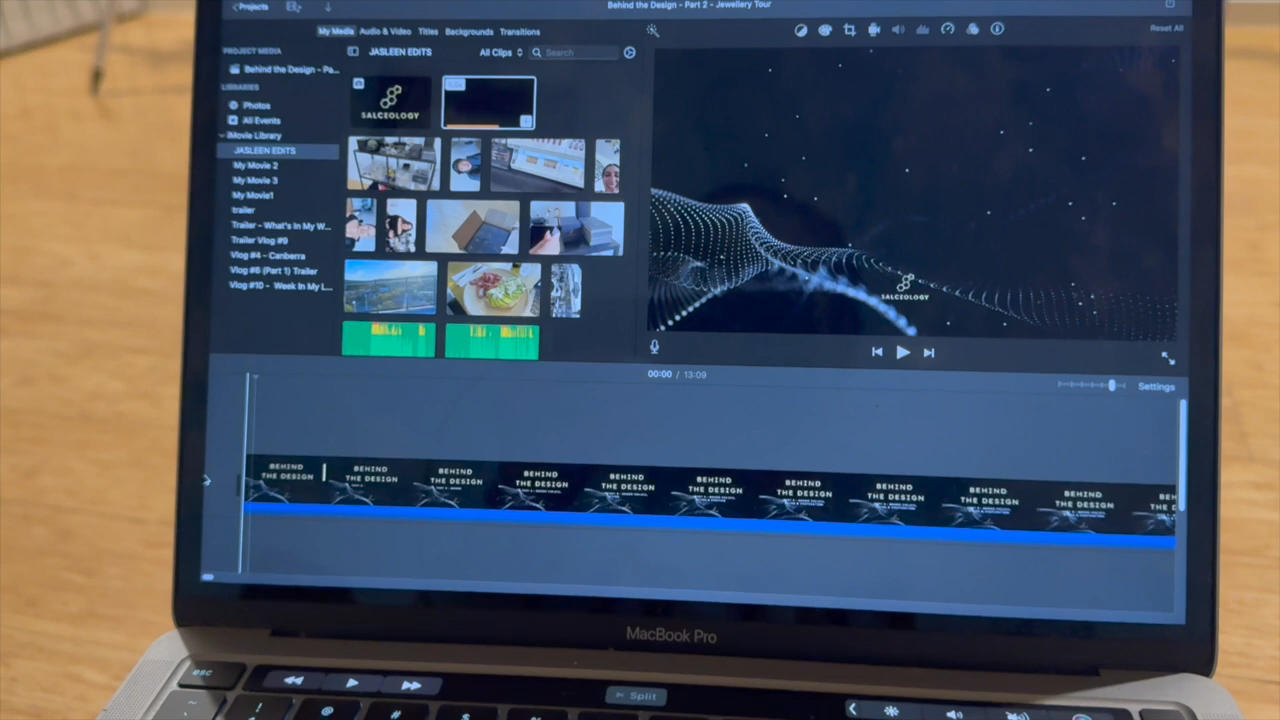 Projects
Behind the Design - Part 2 - Jewellery Tour
My Media Audio & Video Titles Backgrounds Transitions
Reset All
PROJECT MEDIA
JASLEEN EDITS
All Clips
Search
Behind the Design - Pa...
LIBRARIES
Photos
All Events
iMovie Library
JASLEEN EDITS
My Movie 2
My Movie 3
My Movie1
trailer
Trailer - What's In My W...
Trailer Vlog #9
Vlog #4 - Canberra
Vlog #6 (Part 1) Trailer
Vlog #10 - Week In My L...
SALCEOLOGY
SALCEOLOGY
00:00 / 13:09
Settings
BEHIND THE DESIGN
BEHIND THE DESIGN
BEHIND THE DESIGN
BEHIND THE DESIGN
BEHIND THE DESIGN
BEHIND THE DESIGN
BEHIND THE DESIGN
BEHIND THE DESIGN
BEHIND THE DESIGN
BEHIND THE DESIGN
BEH
THE D
MacBook Pro
esc
Split
~ ! @ # $ %